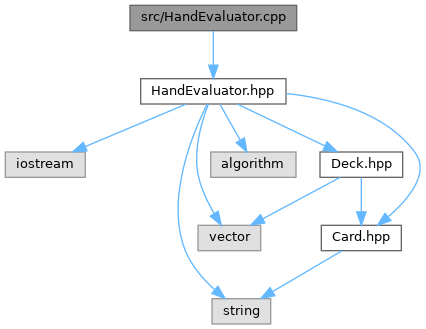 src/HandEvaluator.cpp
HandEvaluator.hpp
iostream
algorithm
Deck.hpp
vector
Card.hpp
string